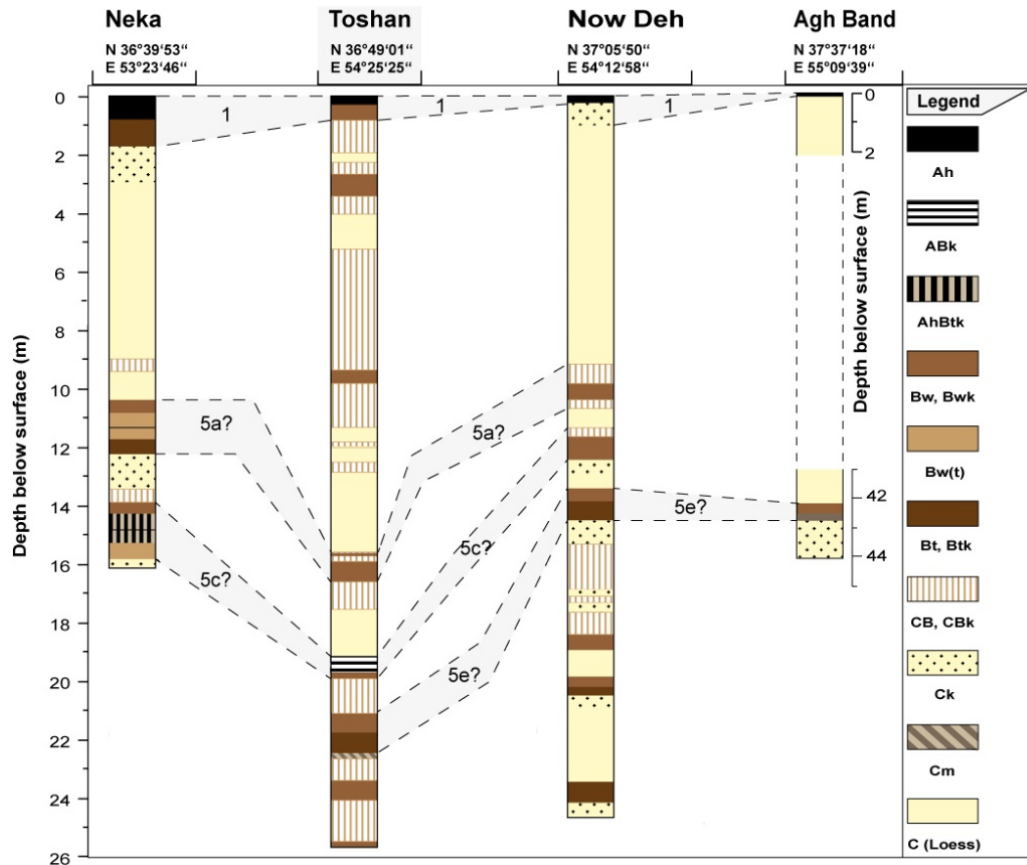 Neka Toshan Now Deh Agh Band
N 36°39‘53“ N 36°49‘01“ N 37°05‘50“ N 37°37‘18“
E 53°23‘46“ E 54°25‘25“ E 54°12‘58“ E 55°09‘39“
Legend
0
2
4
6
8
10
12
14
16
18
20
22
24
26
Depth below surface (m)
1 1 1
5a? 5a?
5c? 5c?
5e? 5e?
0
2
42
44
Depth below surface (m)
Ah
ABk
AhBtk
Bw, Bwk
Bw(t)
Bt, Btk
CB, CBk
Ck
Cm
C (Loess)